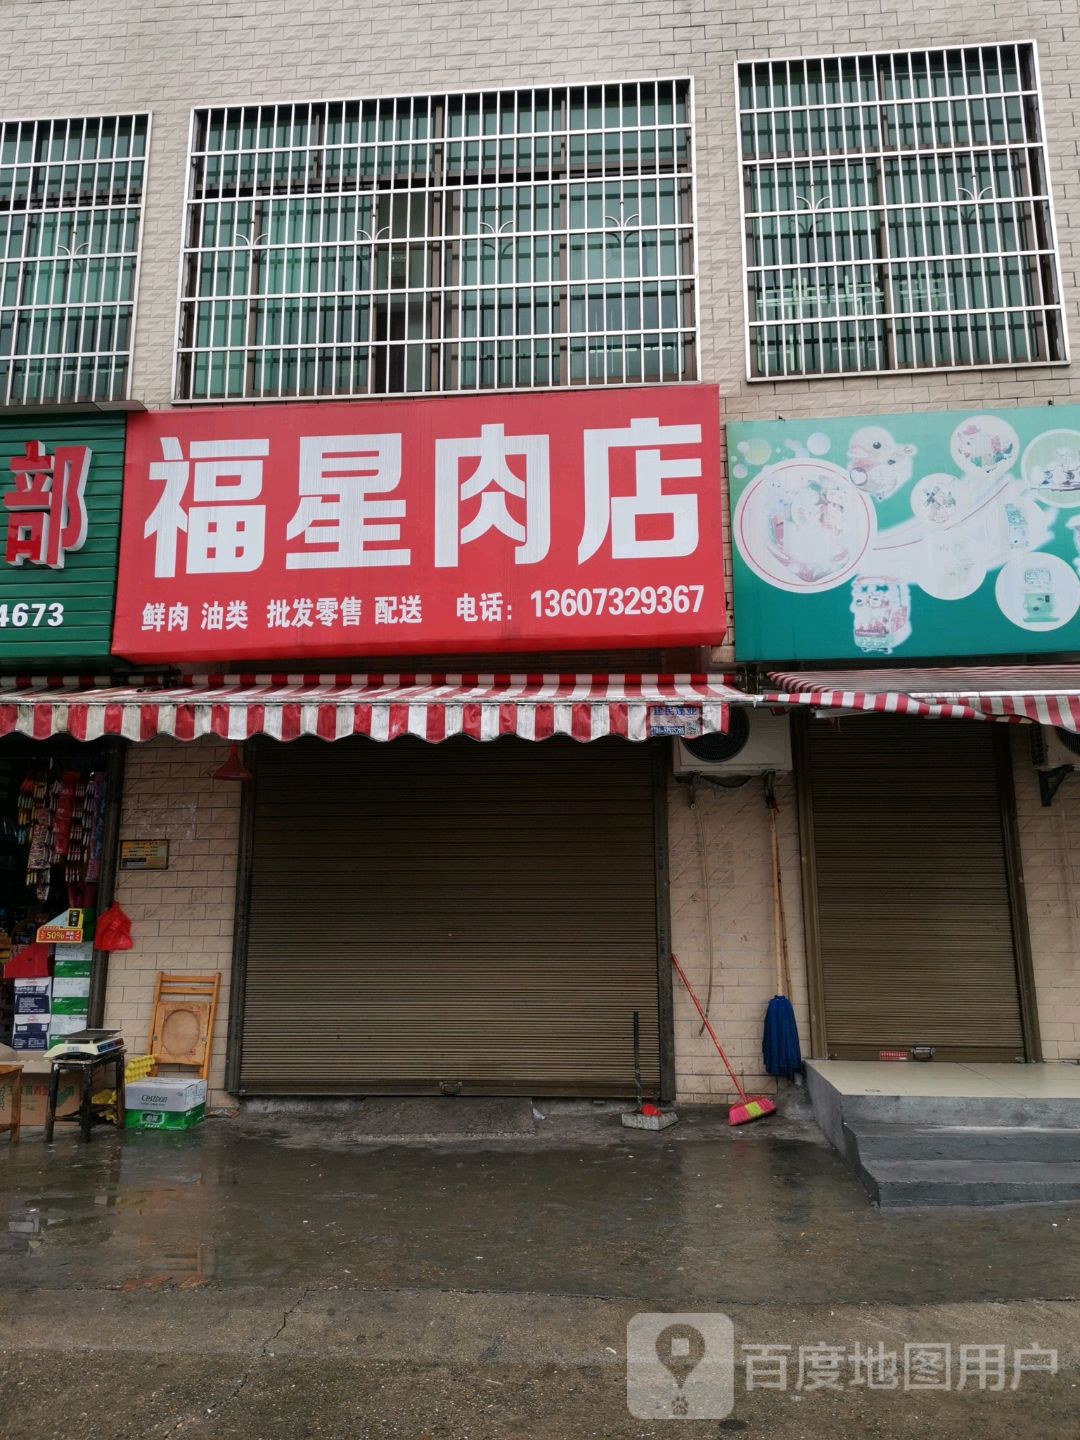 部
4673
福星肉店
鲜肉 油类 批发零售 配送 电话：13607329367
50%
Cestbon
百度地图用户